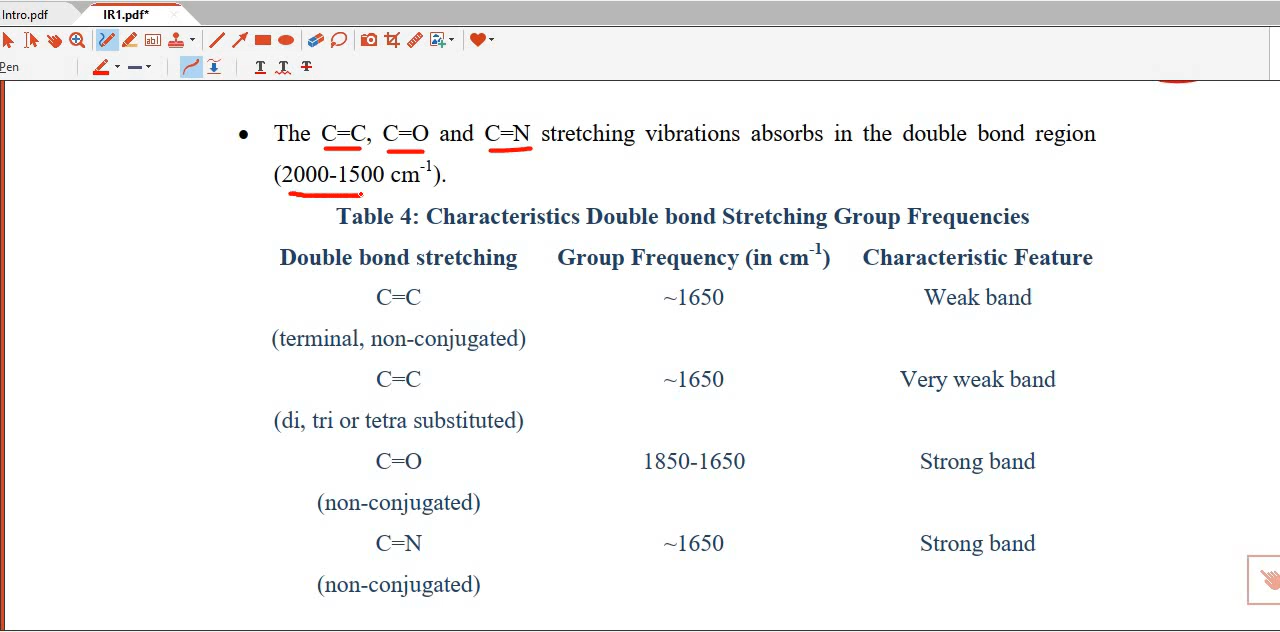 Intro.pdf
IR1.pdf*
Pen
• The C=C, C=O and C=N stretching vibrations absorbs in the double bond region
(2000-1500 cm⁻¹).
Table 4: Characteristics Double bond Stretching Group Frequencies
Double bond stretching Group Frequency (in cm⁻¹) Characteristic Feature
C=C ~1650 Weak band
(terminal, non-conjugated)
C=C ~1650 Very weak band
(di, tri or tetra substituted)
C=O 1850-1650 Strong band
(non-conjugated)
C=N ~1650 Strong band
(non-conjugated)